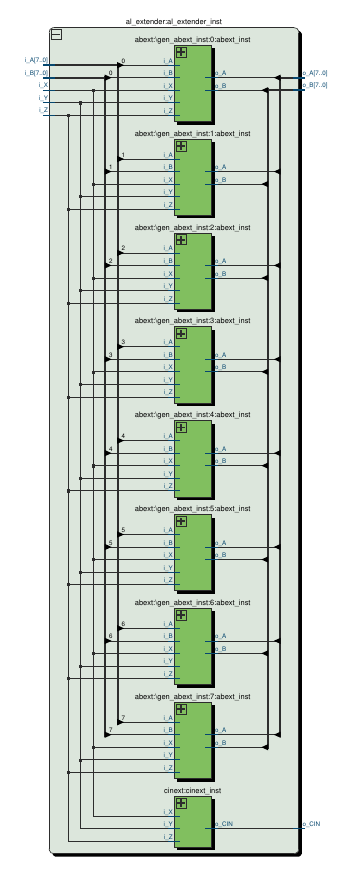 al_extender:al_extender_inst
abext:\gen_abext_inst:0:abext_inst
i_A[7..0] 0 i_A
i_B[7..0] 0 i_B o_A o_A[7..0]
i_X i_X o_B o_B[7..0]
i_Y i_Y
i_Z i_Z
abext:\gen_abext_inst:1:abext_inst
1 i_A
1 i_B o_A
i_X o_B
i_Y
i_Z
abext:\gen_abext_inst:2:abext_inst
2 i_A
2 i_B o_A
i_X o_B
i_Y
i_Z
abext:\gen_abext_inst:3:abext_inst
3 i_A
3 i_B o_A
i_X o_B
i_Y
i_Z
abext:\gen_abext_inst:4:abext_inst
4 i_A
4 i_B o_A
i_X o_B
i_Y
i_Z
abext:\gen_abext_inst:5:abext_inst
5 i_A
5 i_B o_A
i_X o_B
i_Y
i_Z
abext:\gen_abext_inst:6:abext_inst
6 i_A
6 i_B o_A
i_X o_B
i_Y
i_Z
abext:\gen_abext_inst:7:abext_inst
7 i_A
7 i_B o_A
i_X o_B
i_Y
i_Z
cinext:cinext_inst
i_X
i_Y o_CIN o_CIN
i_Z